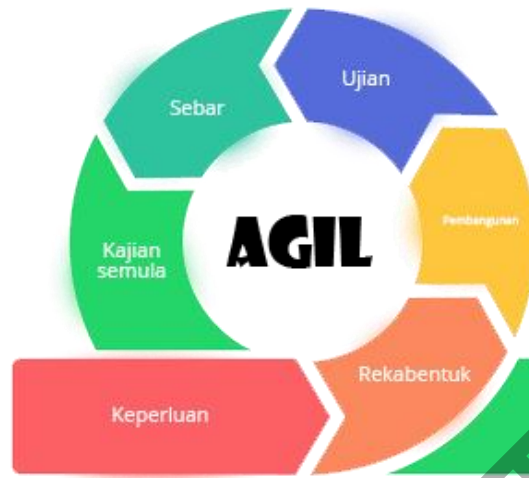 Ujian
Sebar
Pembangunan
AGIL
Kajian
semula
Rekabentuk
Keperluan